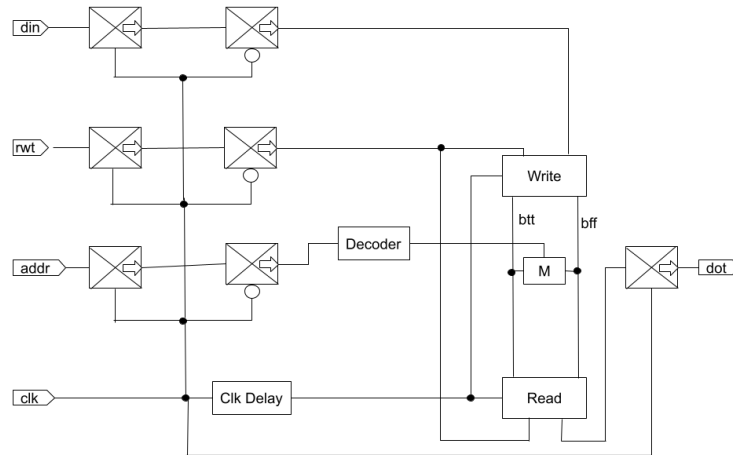 din
rwt
Write
btt
bff
Decoder
addr
M
dot
clk
Clk Delay
Read